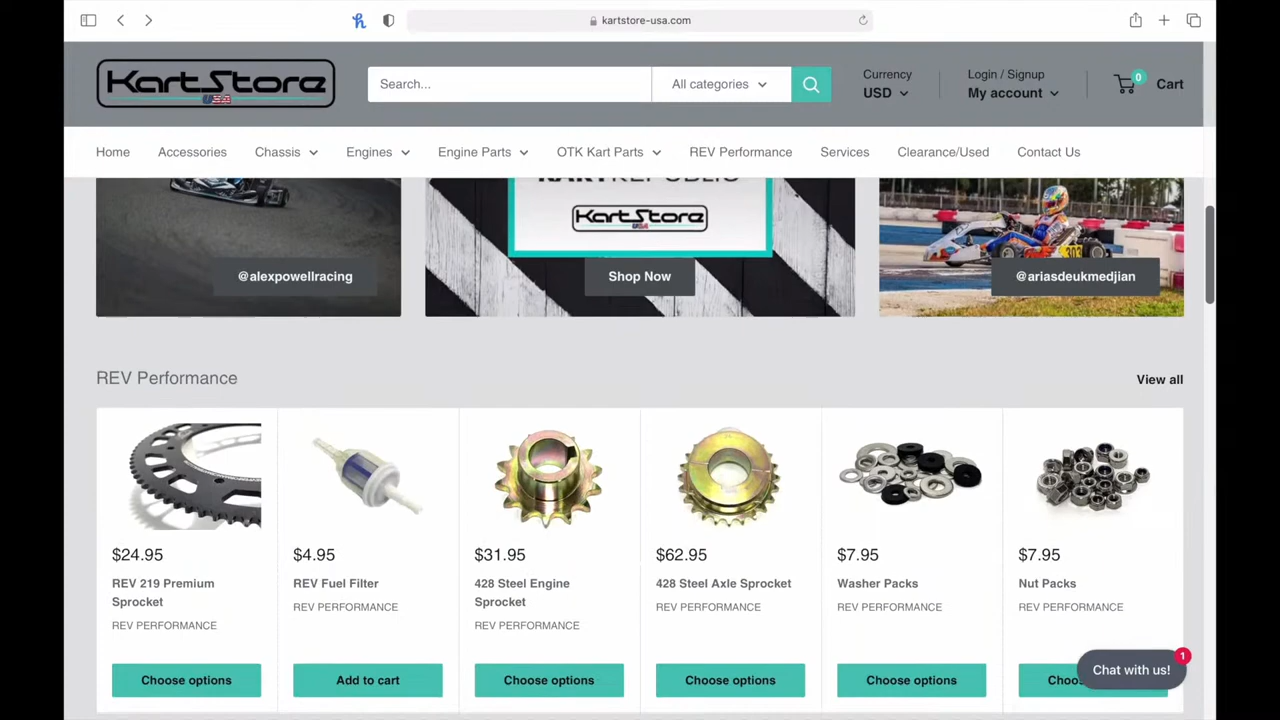 kartstore-usa.com
KartStore
USA
Search...
All categories
Currency
USD
Login / Signup
My account
0
Cart
Home
Accessories
Chassis
Engines
Engine Parts
OTK Kart Parts
REV Performance
Services
Clearance/Used
Contact Us
KART REPUBLIC
KartStore
USA
@alexpowellracing
Shop Now
@ariasdeukmedjian
REV Performance
View all
$24.95
REV 219 Premium
Sprocket
REV PERFORMANCE
Choose options
$4.95
REV Fuel Filter
REV PERFORMANCE
Add to cart
$31.95
428 Steel Engine
Sprocket
REV PERFORMANCE
Choose options
$62.95
428 Steel Axle Sprocket
REV PERFORMANCE
Choose options
$7.95
Washer Packs
REV PERFORMANCE
Choose options
$7.95
Nut Packs
REV PERFORMANCE
Chat with us!
1